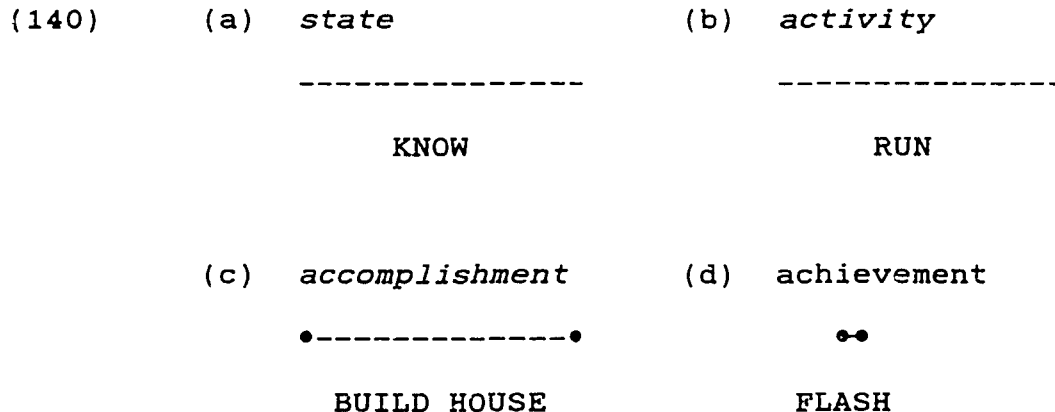 (140) (a) state (b) activity
--------------- ---------------
KNOW RUN
(c) accomplishment (d) achievement
●-------------● ●-●
BUILD HOUSE FLASH